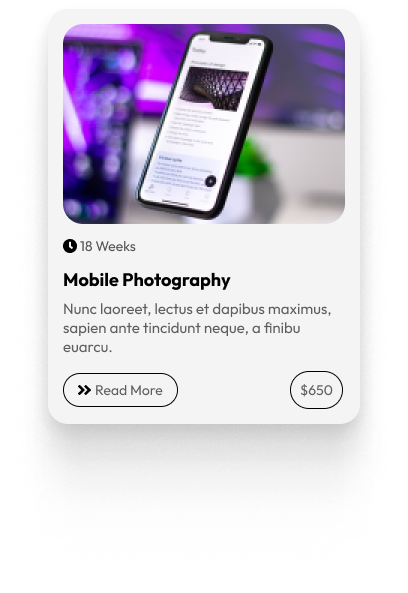 18 Weeks
Mobile Photography
Nunc laoreet, lectus et dapibus maximus,
sapien ante tincidunt neque, a finibu
euarcu.
Read More
$650